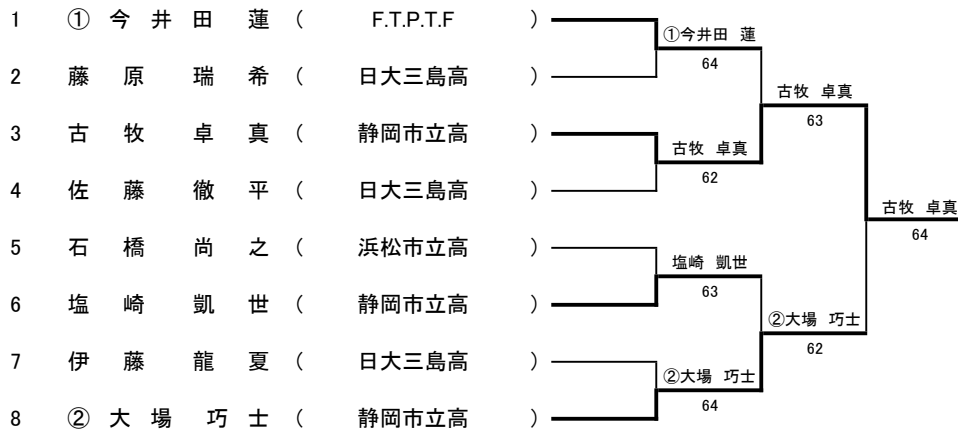 1 ① 今 井 田 蓮 ( F.T.P.T.F )
①今井田 蓮
64
2 藤 原 瑞 希 ( 日大三島高 )
古牧 卓真
63
3 古 牧 卓 真 ( 静岡市立高 )
古牧 卓真
62
4 佐 藤 徹 平 ( 日大三島高 )
古牧 卓真
64
5 石 橋 尚 之 ( 浜松市立高 )
塩崎 凱世
63
6 塩 崎 凱 世 ( 静岡市立高 )
②大場 巧士
62
7 伊 藤 龍 夏 ( 日大三島高 )
②大場 巧士
64
8 ② 大 場 巧 士 ( 静岡市立高 )